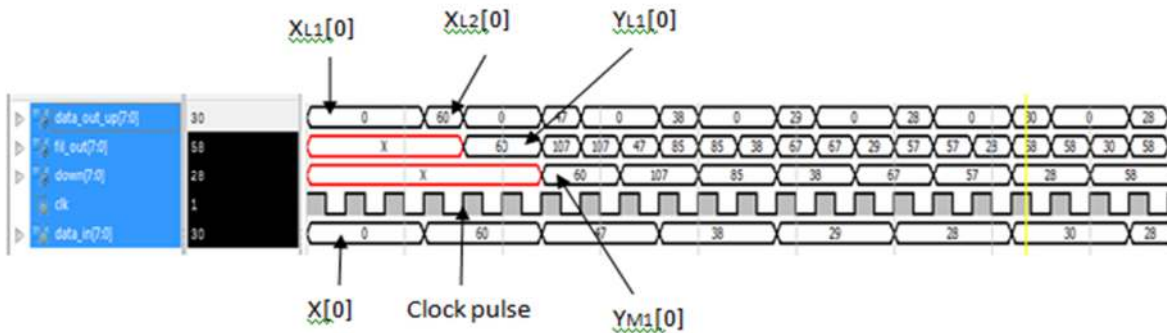 XL1[0] XL2[0] YL1[0]
data_out_up[7:0] 30 0 60 0 47 0 38 0 29 0 28 0 30 0 28
fil_out[7:0] 58 X 60 107 107 47 85 85 38 67 67 29 57 57 28 58 58 30 58
down[7:0] 28 X 60 107 85 38 67 57 28 58
clk 1
data_in[7:0] 30 0 60 47 38 29 28 30 28
X[0] Clock pulse YM1[0]